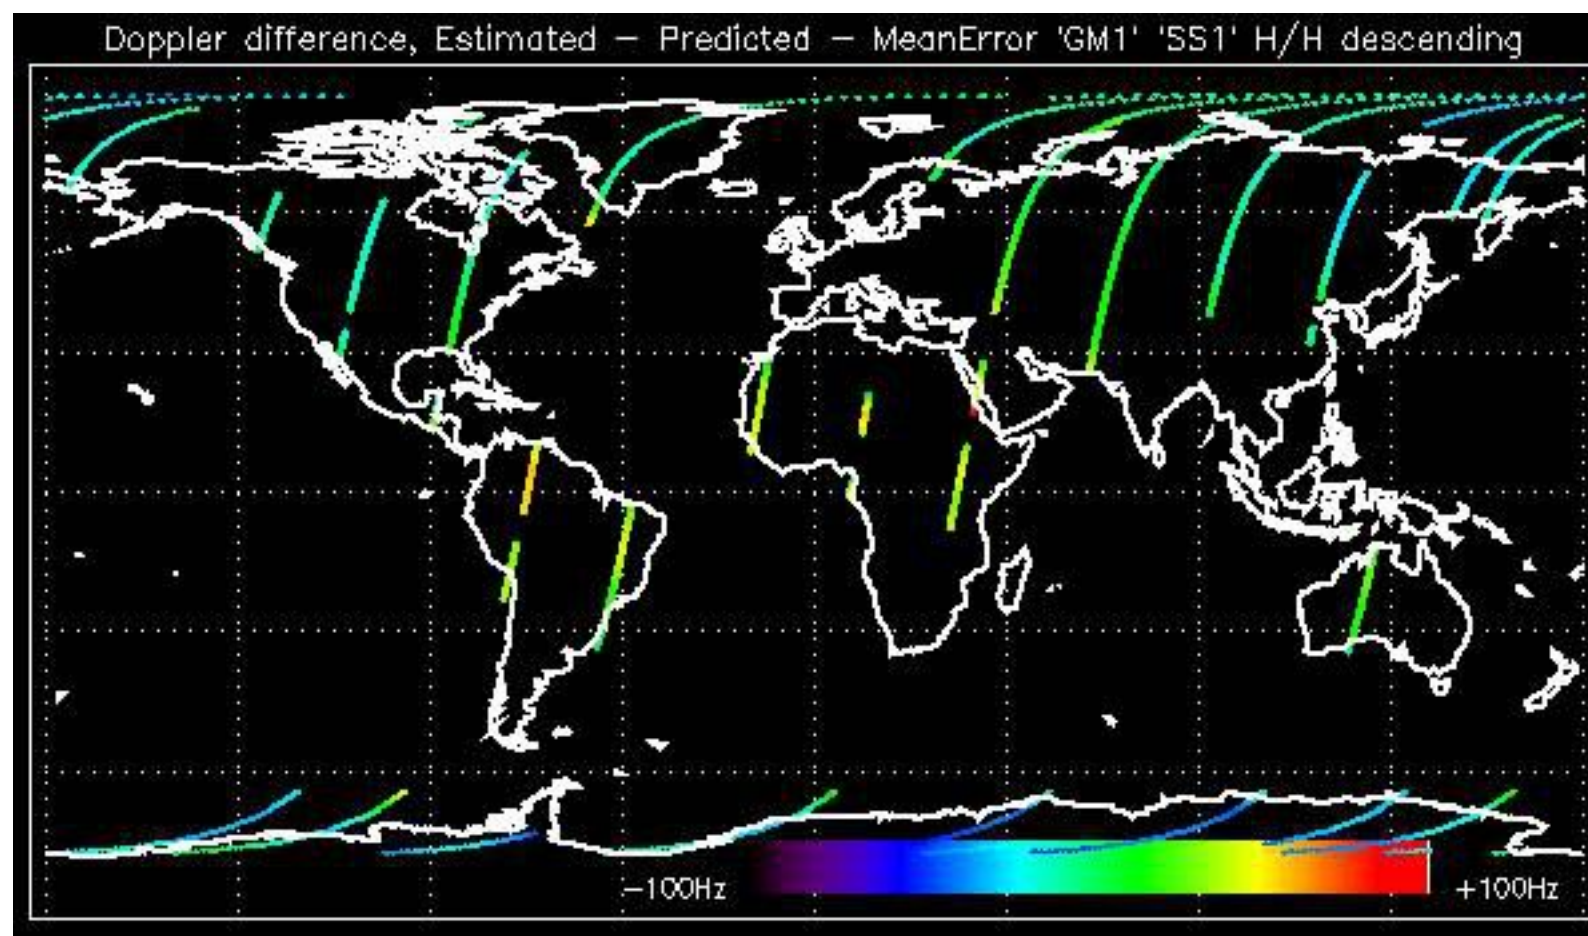 Doppler difference, Estimated – Predicted – MeanError 'GM1' 'SS1' H/H descending
−100Hz
+100Hz